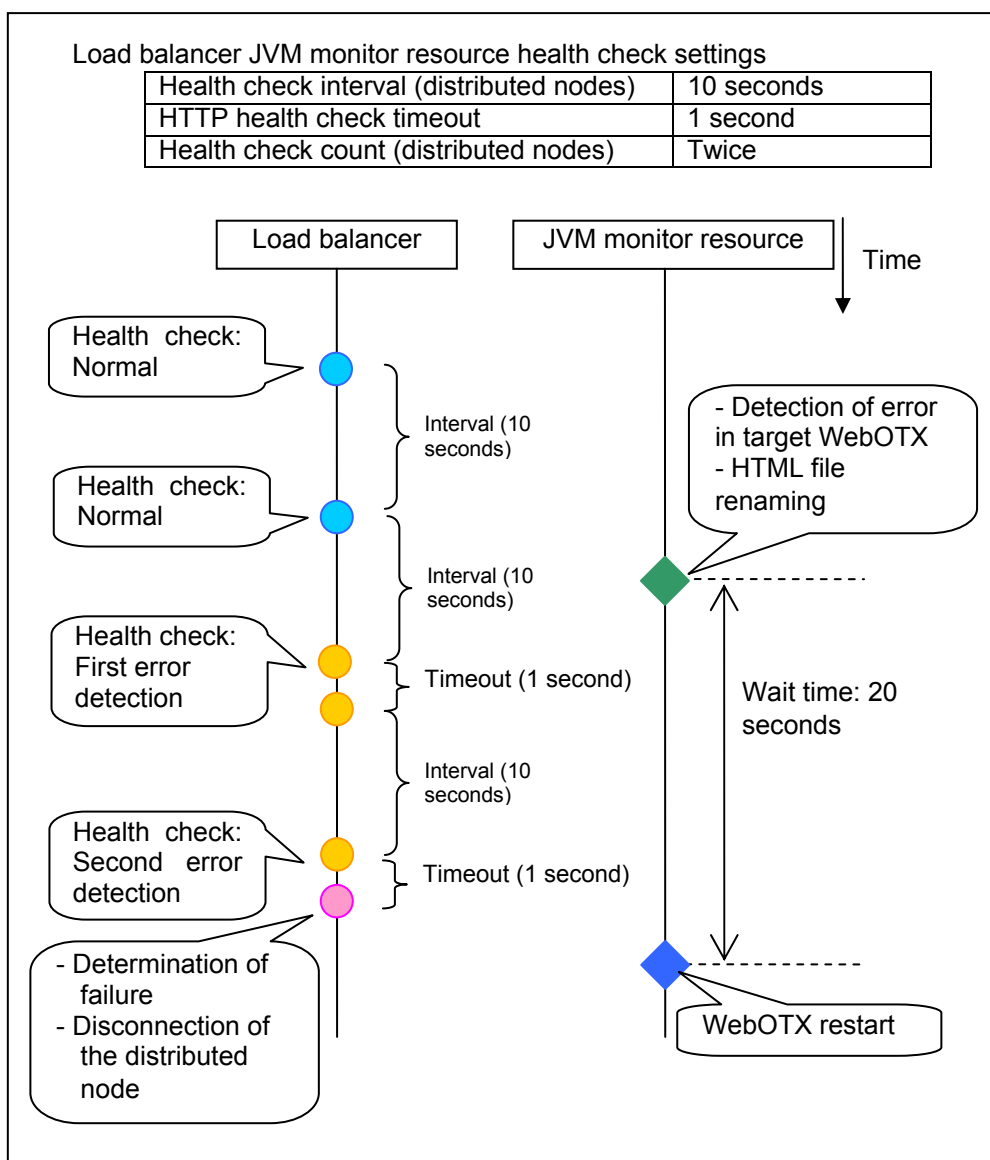 Load balancer JVM monitor resource health check settings
Health check interval (distributed nodes) 10 seconds
HTTP health check timeout 1 second
Health check count (distributed nodes) Twice
Load balancer
JVM monitor resource
Time
Health check:
Normal
Interval (10
seconds)
- Detection of error
in target WebOTX
- HTML file
renaming
Health check:
Normal
Interval (10
seconds)
Health check:
First error
detection
Timeout (1 second)
Wait time: 20
seconds
Interval (10
seconds)
Health check:
Second error
detection
Timeout (1 second)
- Determination of
failure
- Disconnection of
the distributed
node
WebOTX restart